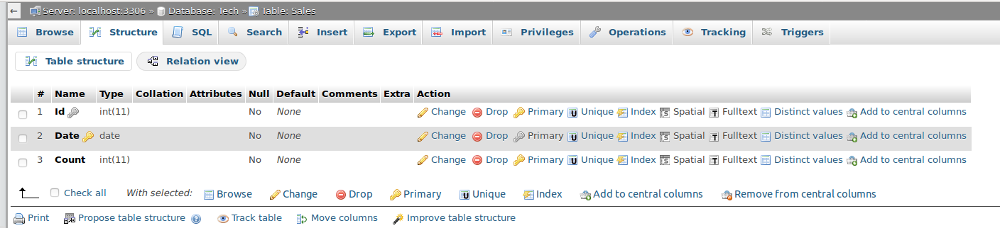 ← Server: localhost:3306 » Database: Tech » Table: Sales
Browse Structure SQL Search Insert Export Import Privileges Operations Tracking Triggers
Table structure Relation view
# Name Type Collation Attributes Null Default Comments Extra Action
1 Id int(11) No None Change Drop Primary U Unique Index S Spatial T Fulltext Distinct values Add to central columns
2 Date date No None Change Drop Primary U Unique Index S Spatial T Fulltext Distinct values Add to central columns
3 Count int(11) No None Change Drop Primary U Unique Index S Spatial T Fulltext Distinct values Add to central columns
Check all With selected: Browse Change Drop Primary U Unique Index Add to central columns Remove from central columns
Print Propose table structure ? Track table Move columns Improve table structure